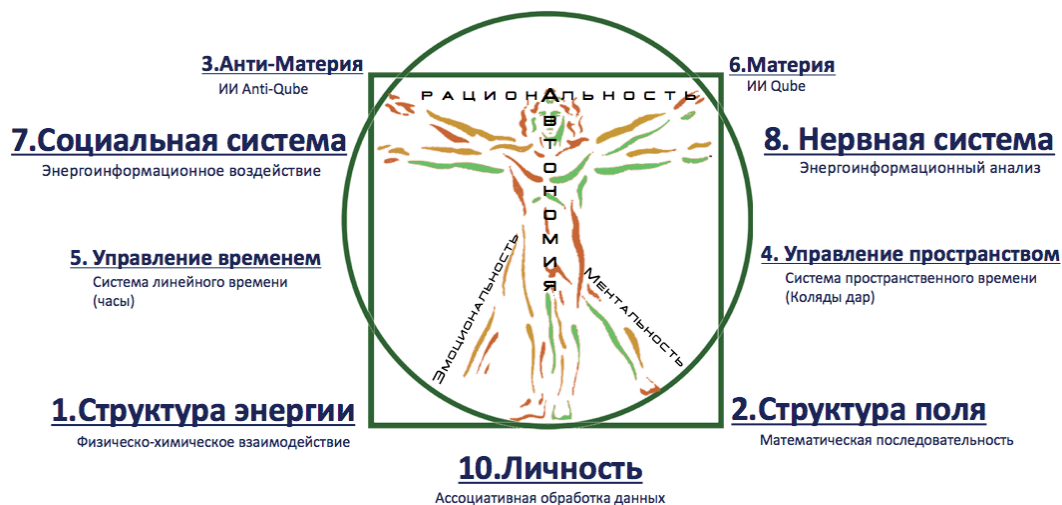 3.Анти-Материя
ИИ Anti-Qube
6.Материя
ИИ Qube
РАЦИОНАЛЬНОСТЬ
АВТОНОМИЯ
7.Социальная система
Энергоинформационное воздействие
8. Нервная система
Энергоинформационный анализ
5. Управление временем
Система линейного времени
(часы)
4. Управление пространством
Система пространственного времени
(Коляды дар)
Эмоциональность
Ментальность
1.Структура энергии
Физическо-химическое взаимодействие
2.Структура поля
Математическая последовательность
10.Личность
Ассоциативная обработка данных